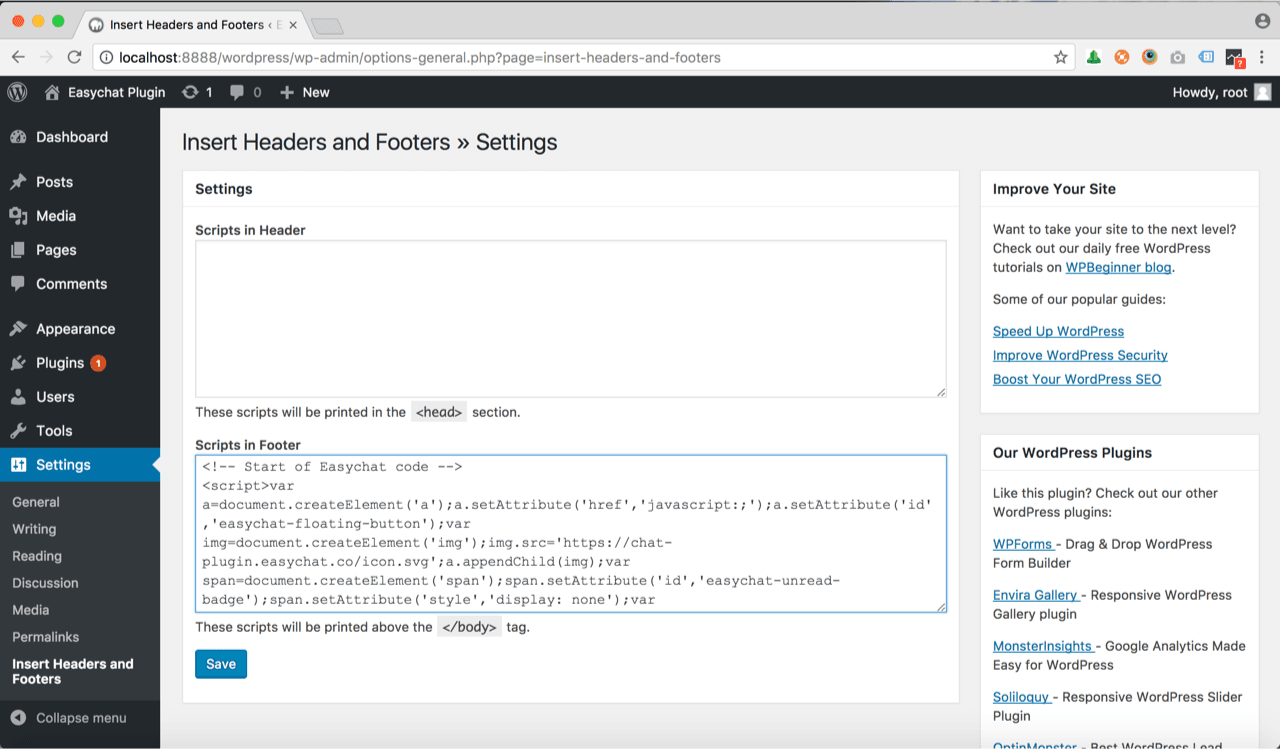 Insert Headers and Footers ‹ E
localhost:8888/wordpress/wp-admin/options-general.php?page=insert-headers-and-footers
Easychat Plugin 1 0 New Howdy, root
Dashboard
Posts
Media
Pages
Comments
Appearance
Plugins 1
Users
Tools
Settings
General
Writing
Reading
Discussion
Media
Permalinks
Insert Headers and
Footers
Collapse menu
Insert Headers and Footers » Settings
Settings
Scripts in Header
These scripts will be printed in the <head> section.
Scripts in Footer
<!-- Start of Easychat code -->
<script>var
a=document.createElement('a');a.setAttribute('href','javascript:;');a.setAttribute('id'
,'easychat-floating-button');var
img=document.createElement('img');img.src='https://chat-
plugin.easychat.co/icon.svg';a.appendChild(img);var
span=document.createElement('span');span.setAttribute('id','easychat-unread-
badge');span.setAttribute('style','display: none');var
These scripts will be printed above the </body> tag.
Save
Improve Your Site
Want to take your site to the next level?
Check out our daily free WordPress
tutorials on WPBeginner blog.
Some of our popular guides:
Speed Up WordPress
Improve WordPress Security
Boost Your WordPress SEO
Our WordPress Plugins
Like this plugin? Check out our other
WordPress plugins:
WPForms - Drag & Drop WordPress
Form Builder
Envira Gallery - Responsive WordPress
Gallery plugin
MonsterInsights - Google Analytics Made
Easy for WordPress
Soliloquy - Responsive WordPress Slider
Plugin
OptinMonster - Best WordPress Lead